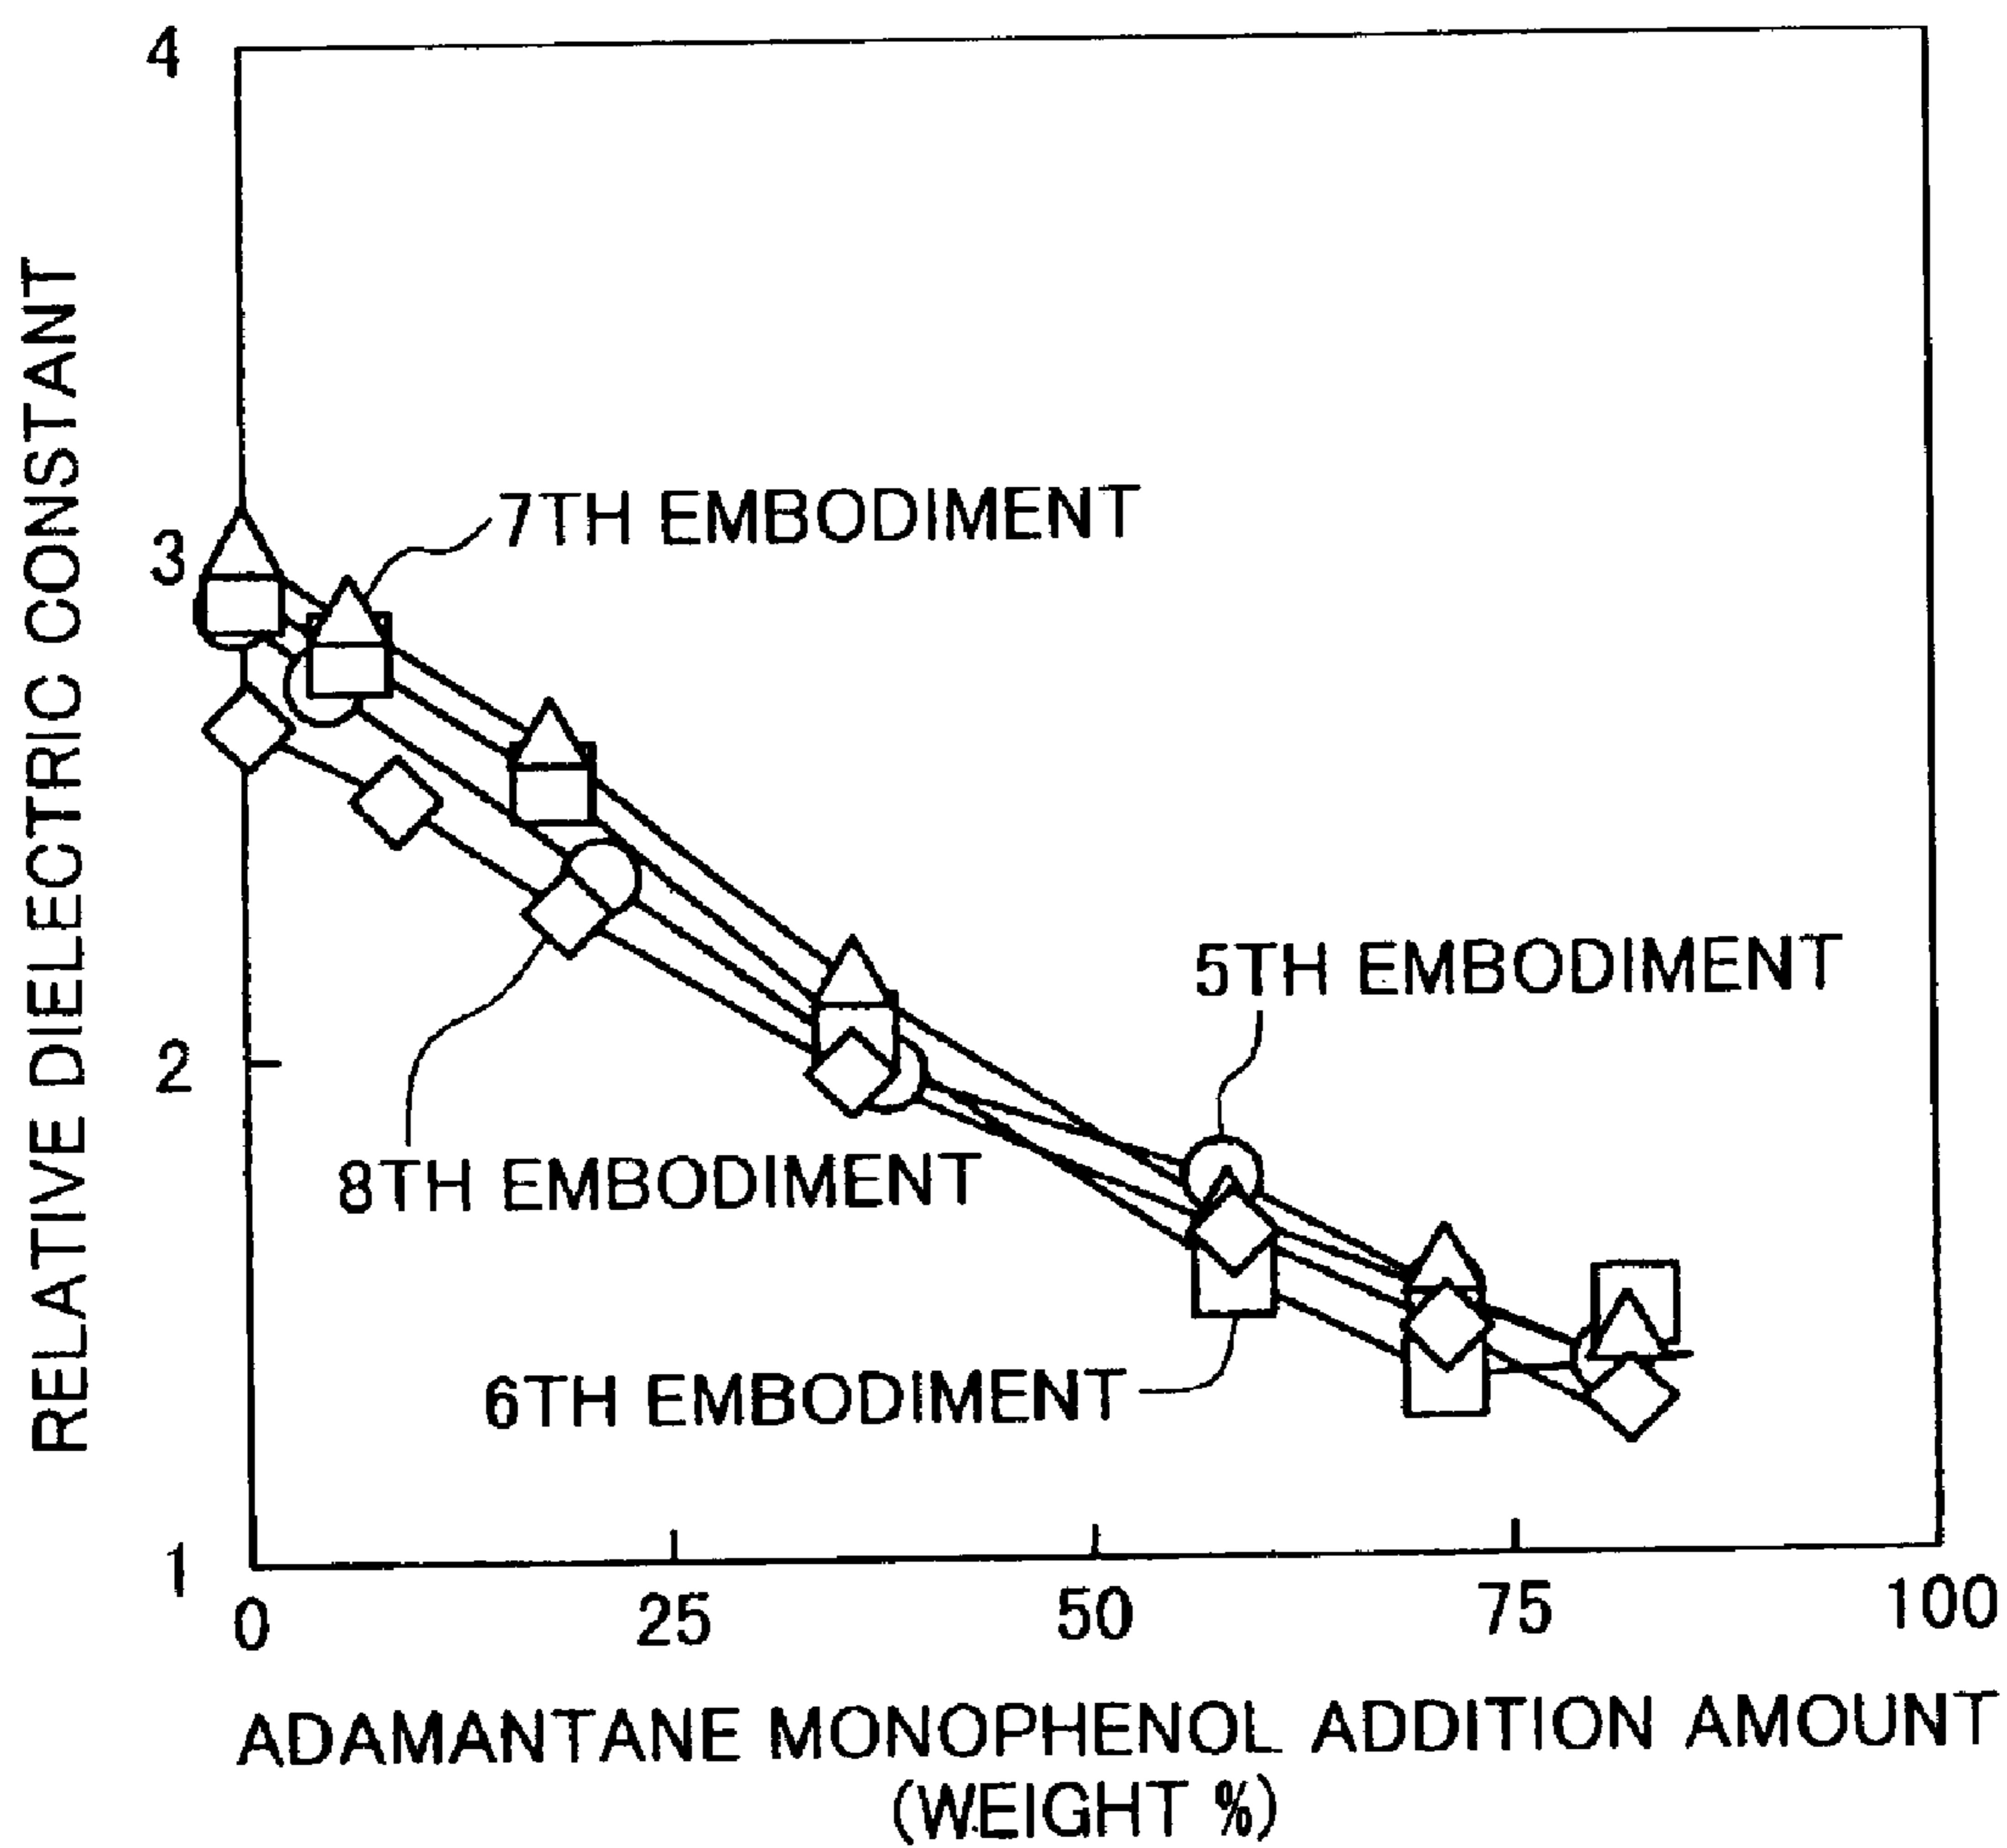 4
3
2
1
RELATIVE DIELECTRIC CONSTANT
7TH EMBODIMENT
5TH EMBODIMENT
8TH EMBODIMENT
6TH EMBODIMENT
0 25 50 75 100
ADAMANTANE MONOPHENOL ADDITION AMOUNT
(WEIGHT %)